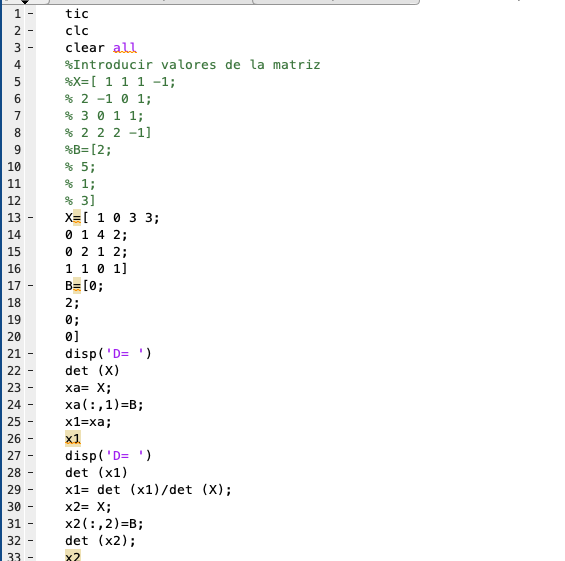 1 - tic
2 - clc
3 - clear all
4 %Introducir valores de la matriz
5 %X=[ 1 1 1 -1;
6 % 2 -1 0 1;
7 % 3 0 1 1;
8 % 2 2 2 -1]
9 %B=[2;
10 % 5;
11 % 1;
12 % 3]
13 - X=[ 1 0 3 3;
14 0 1 4 2;
15 0 2 1 2;
16 1 1 0 1]
17 - B=[0;
18 2;
19 0;
20 0]
21 - disp('D= ')
22 - det (X)
23 - xa= X;
24 - xa(:,1)=B;
25 - x1=xa;
26 - x1
27 - disp('D= ')
28 - det (x1)
29 - x1= det (x1)/det (X);
30 - x2= X;
31 - x2(:,2)=B;
32 - det (x2);
33 - x2